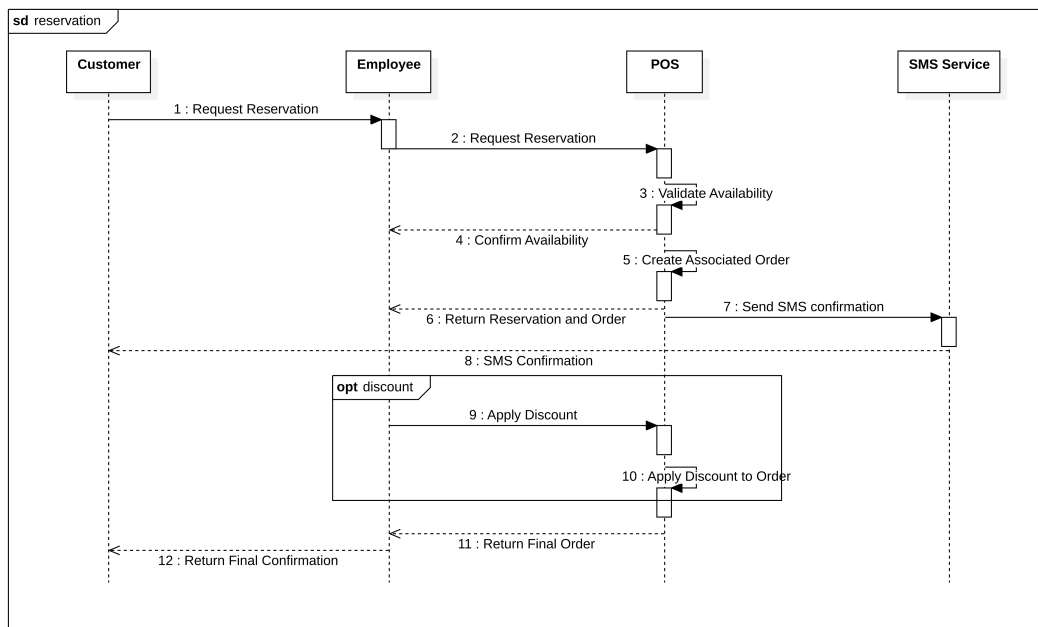 sd reservation
Customer
Employee
POS
SMS Service
1 : Request Reservation
2 : Request Reservation
3 : Validate Availability
4 : Confirm Availability
5 : Create Associated Order
6 : Return Reservation and Order
7 : Send SMS confirmation
8 : SMS Confirmation
opt discount
9 : Apply Discount
10 : Apply Discount to Order
11 : Return Final Order
12 : Return Final Confirmation